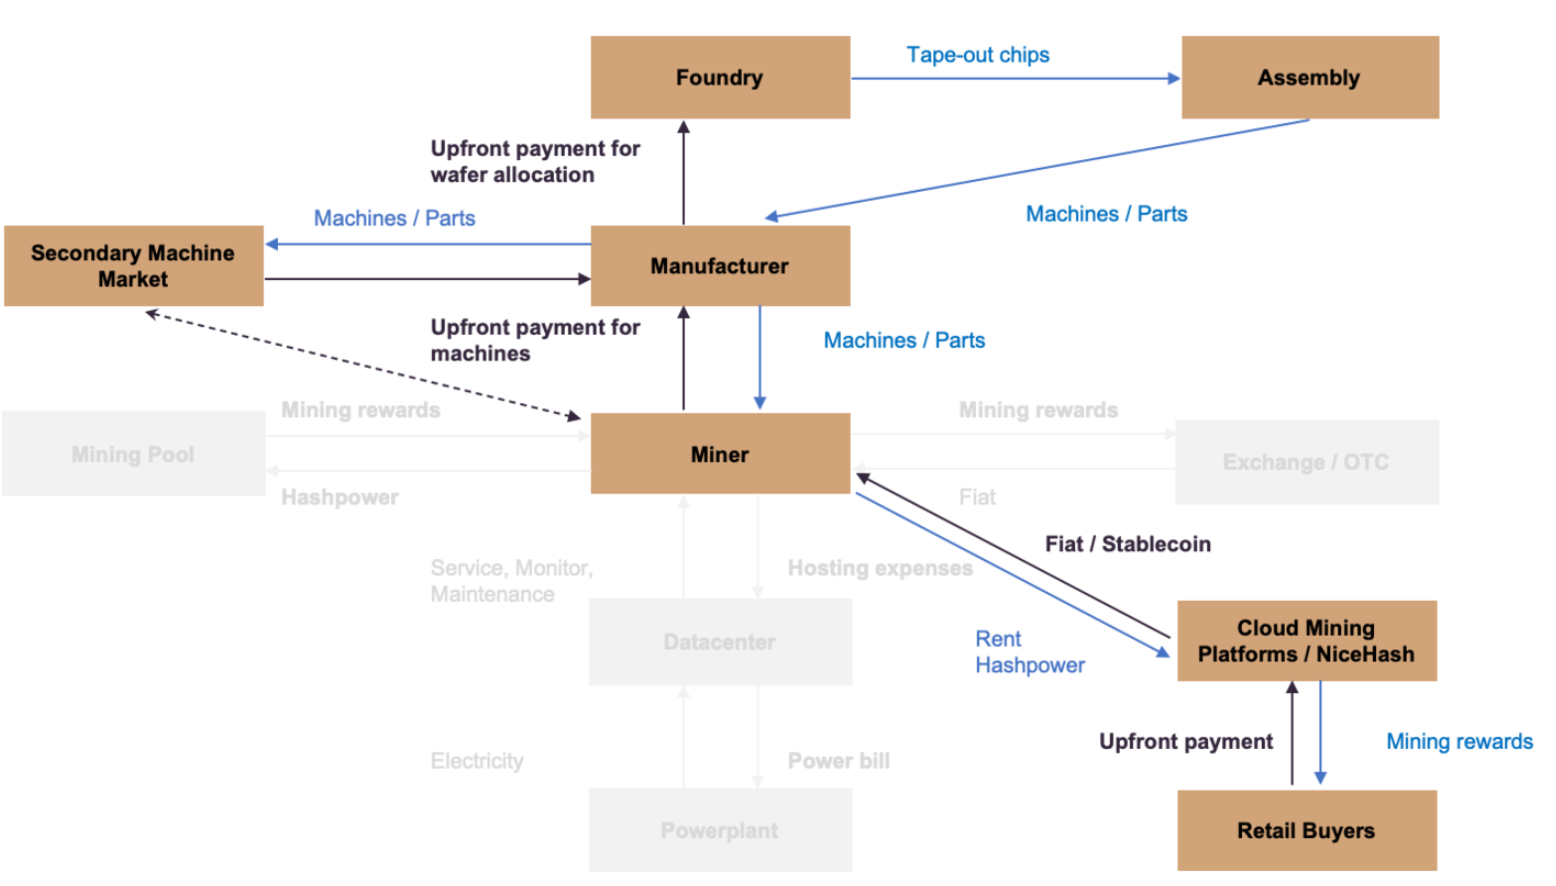 Foundry
Tape-out chips
Assembly
Upfront payment for
wafer allocation
Machines / Parts
Machines / Parts
Secondary Machine
Market
Manufacturer
Upfront payment for
machines
Machines / Parts
Mining rewards
Mining rewards
Mining Pool
Miner
Exchange / OTC
Hashpower
Fiat
Fiat / Stablecoin
Service, Monitor,
Maintenance
Hosting expenses
Datacenter
Rent
Hashpower
Cloud Mining
Platforms / NiceHash
Electricity
Power bill
Upfront payment
Mining rewards
Powerplant
Retail Buyers